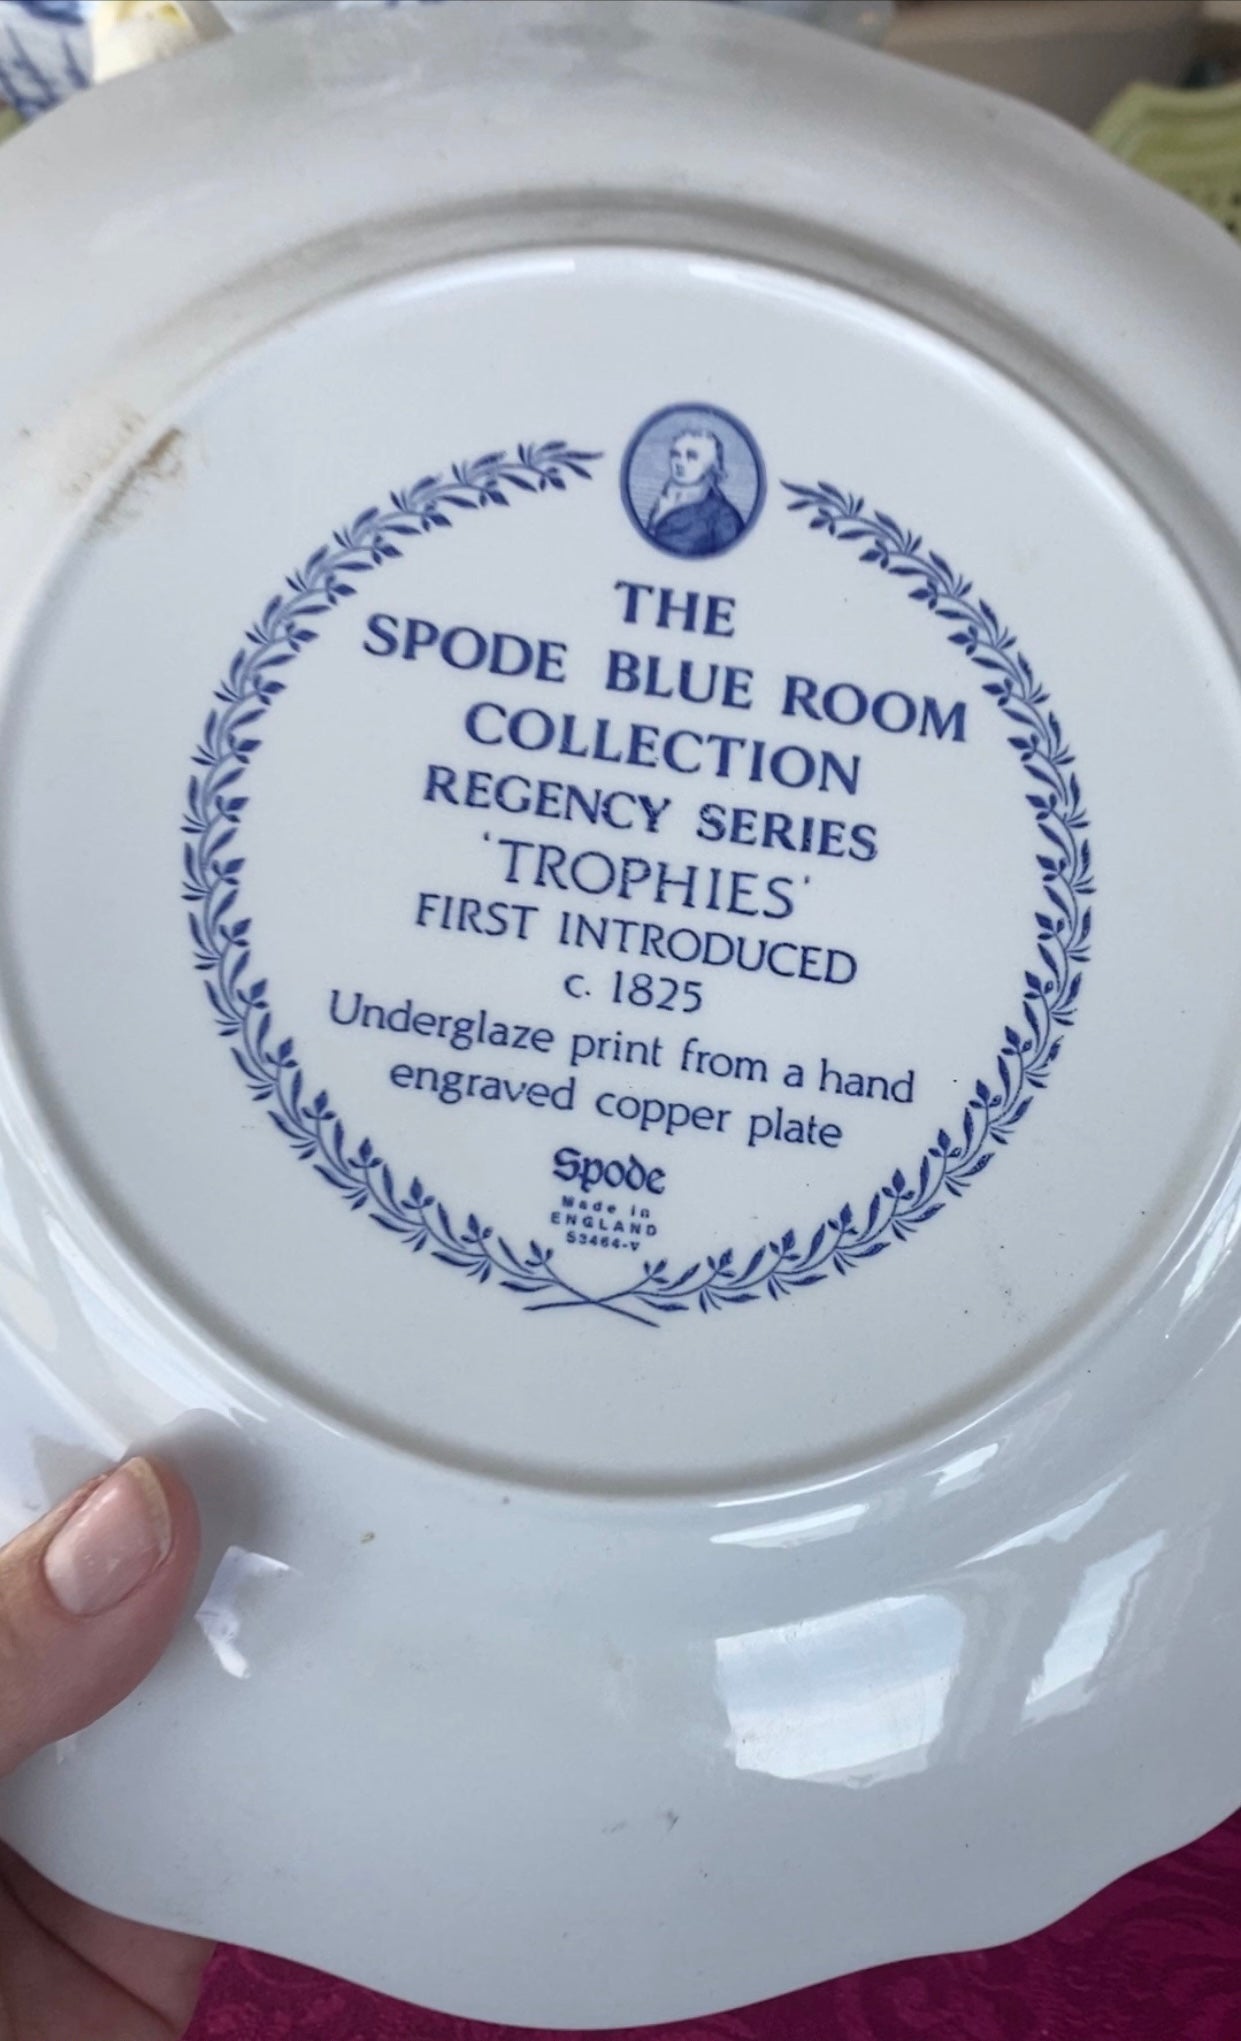 THE
SPODE BLUE ROOM
COLLECTION
REGENCY SERIES
'TROPHIES'
FIRST INTRODUCED
c. 1825
Underglaze print from a hand
engraved copper plate
Spode
Made in
ENGLAND
S3464-V